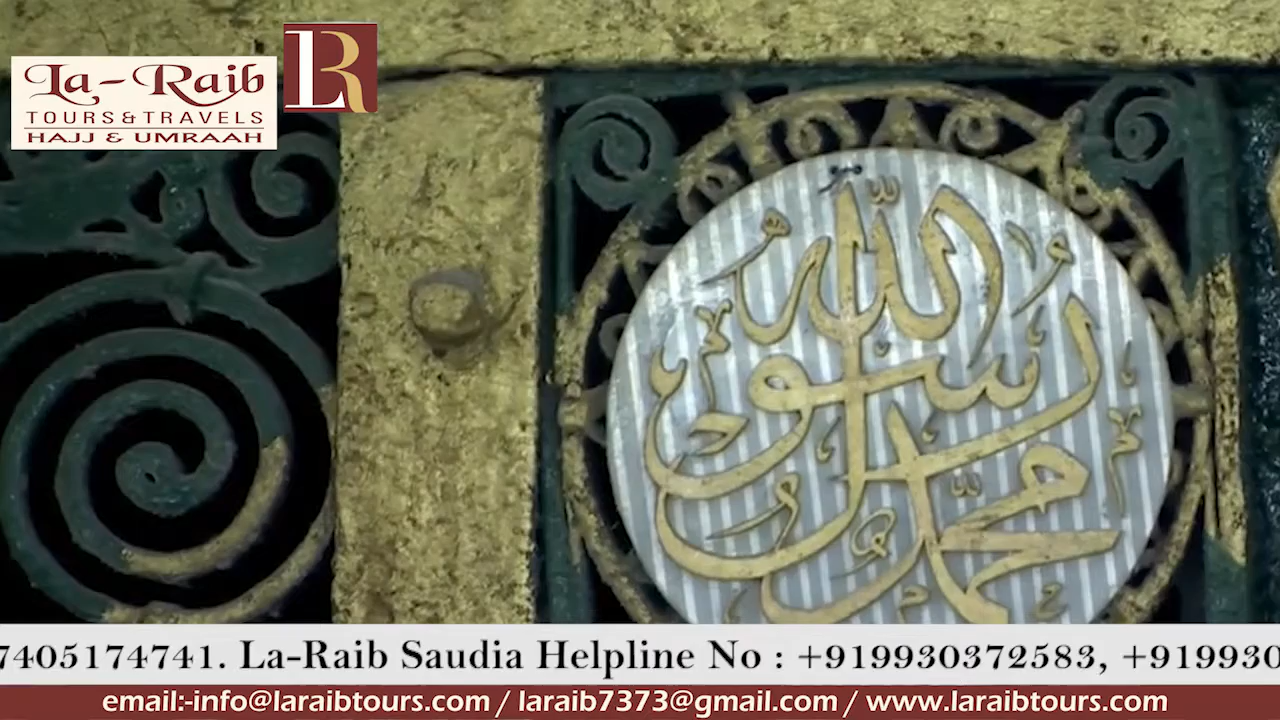 La-Raib
TOURS & TRAVELS
HAJJ & UMRAAH
LR
الله
رسول
محمد
7405174741. La-Raib Saudia Helpline No : +919930372583, +919930
email:-info@laraibtours.com / laraib7373@gmail.com / www.laraibtours.com